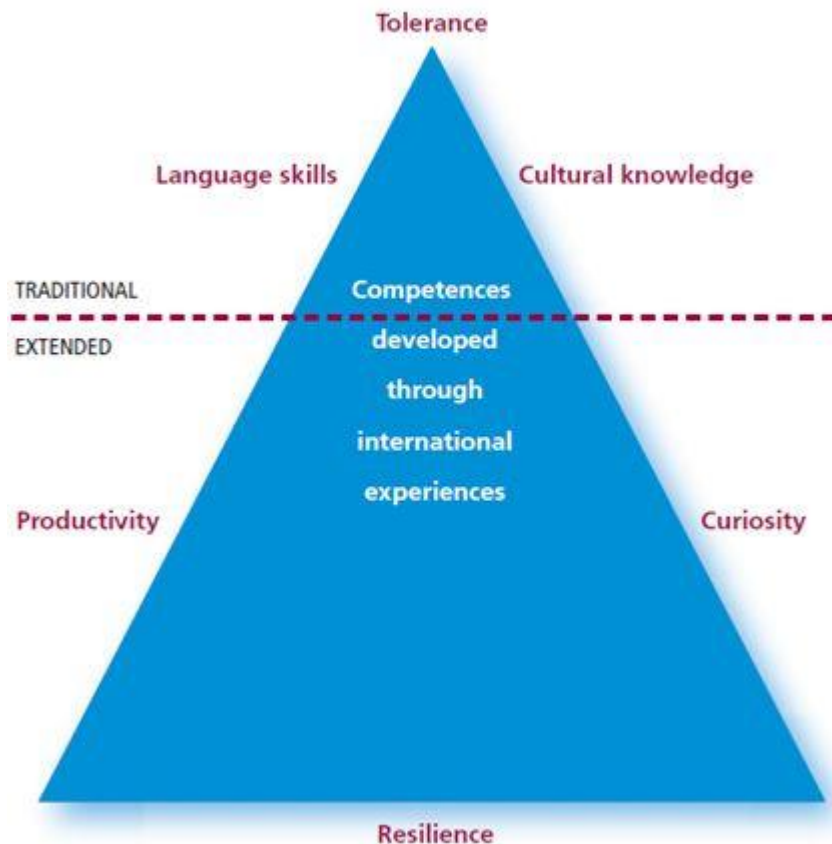 Tolerance
Language skills
Cultural knowledge
TRADITIONAL
Competences
EXTENDED
developed
through
international
experiences
Productivity
Curiosity
Resilience